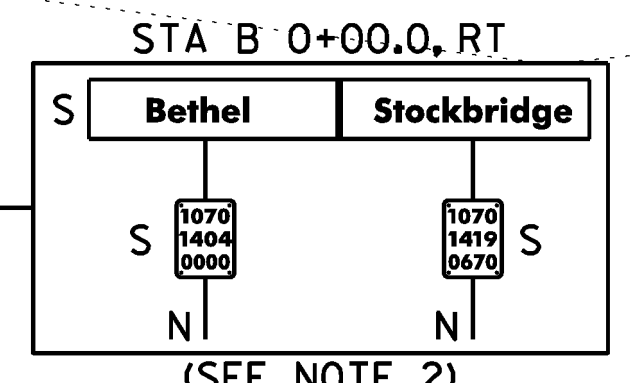 STA B 0+00.0, RT
S Bethel Stockbridge
1070 1070
S 1404 1419 S
0000 0670
N N
(SEE NOTE 2)